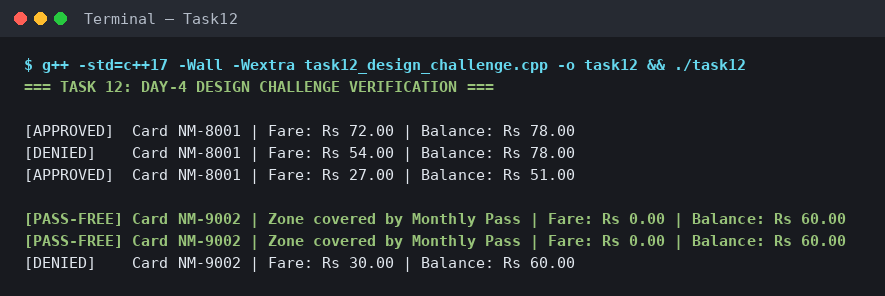 Terminal — Task12
$ g++ -std=c++17 -Wall -Wextra task12_design_challenge.cpp -o task12 && ./task12
=== TASK 12: DAY-4 DESIGN CHALLENGE VERIFICATION ===
[APPROVED]  Card NM-8001 | Fare: Rs 72.00 | Balance: Rs 78.00
[DENIED]    Card NM-8001 | Fare: Rs 54.00 | Balance: Rs 78.00
[APPROVED]  Card NM-8001 | Fare: Rs 27.00 | Balance: Rs 51.00
[PASS-FREE] Card NM-9002 | Zone covered by Monthly Pass | Fare: Rs 0.00 | Balance: Rs 60.00
[PASS-FREE] Card NM-9002 | Zone covered by Monthly Pass | Fare: Rs 0.00 | Balance: Rs 60.00
[DENIED]    Card NM-9002 | Fare: Rs 30.00 | Balance: Rs 60.00